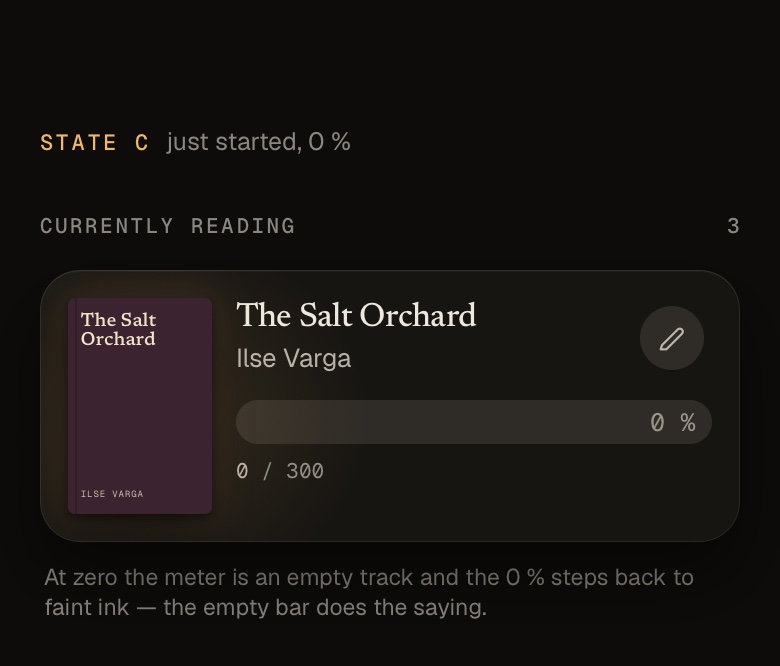 STATE C just started, 0 %
CURRENTLY READING 3
The Salt
Orchard
ILSE VARGA
The Salt Orchard
Ilse Varga
0 %
0 / 300
At zero the meter is an empty track and the 0 % steps back to
faint ink — the empty bar does the saying.